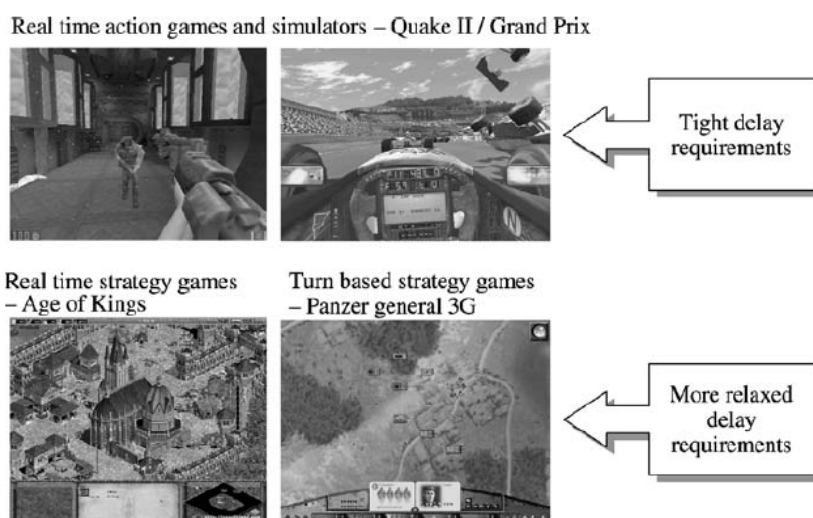 Real time action games and simulators – Quake II / Grand Prix
Tight delay
requirements
Real time strategy games
– Age of Kings
Turn based strategy games
– Panzer general 3G
More relaxed
delay
requirements